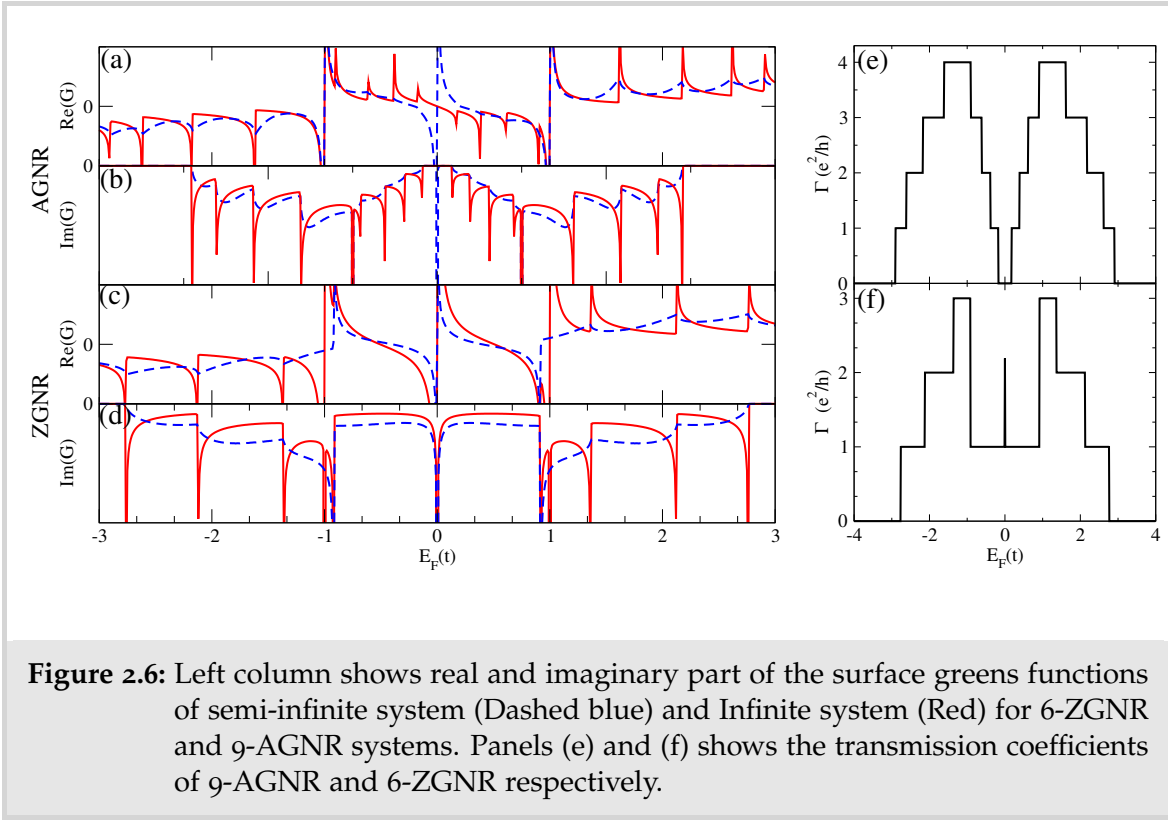 (a)
Re(G)
0
0
AGNR
(b)
Im(G)
(c)
Re(G)
0
ZGNR
(d)
Im(G)
-3 -2 -1 0 1 2 3
E_F(t)
(e)
Γ (e²/h)
4
3
2
1
0
(f)
Γ (e²/h)
3
2
1
0
-4 -2 0 2 4
E_F(t)
Figure 2.6: Left column shows real and imaginary part of the surface greens functions
of semi-infinite system (Dashed blue) and Infinite system (Red) for 6-ZGNR
and 9-AGNR systems. Panels (e) and (f) shows the transmission coefficients
of 9-AGNR and 6-ZGNR respectively.